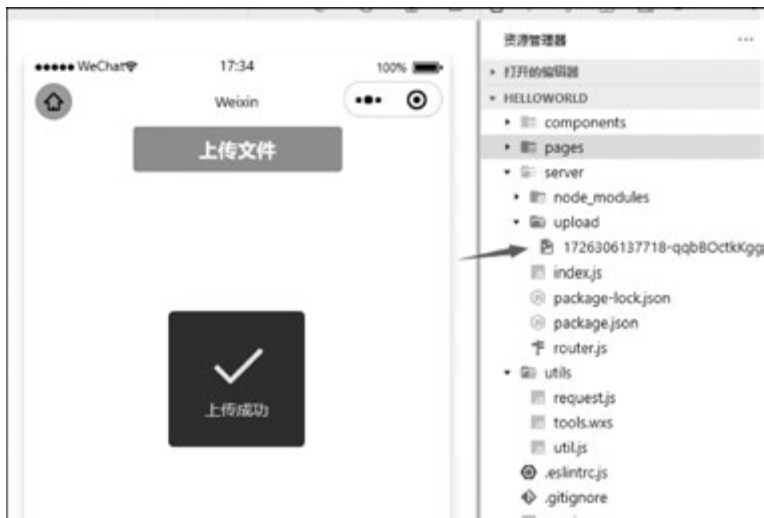 WeChat
17:34
100%
Weixin
上传文件
上传成功
资源管理器
打开的编辑器
HELLOWORLD
components
pages
server
node_modules
upload
1726306137718-qqbBOctkKgg
index.js
package-lock.json
package.json
router.js
utils
request.js
tools.wxs
util.js
.eslintrc.js
.gitignore